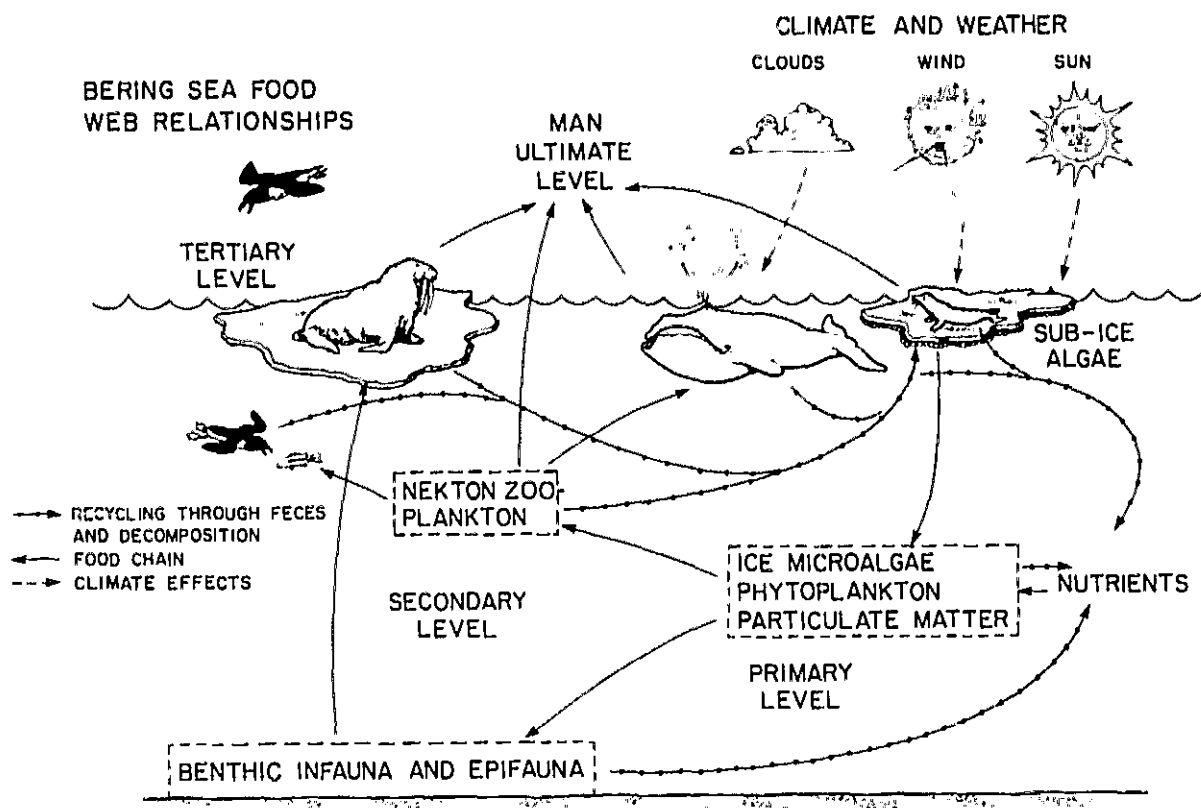 CLIMATE AND WEATHER
CLOUDS
WIND
SUN
BERING SEA FOOD
WEB RELATIONSHIPS
MAN
ULTIMATE
LEVEL
TERTIARY
LEVEL
SUB-ICE
ALGAE
NEKTON ZOO-
PLANKTON
RECYCLING THROUGH FECES
AND DECOMPOSITION
FOOD CHAIN
CLIMATE EFFECTS
ICE MICROALGAE
PHYTOPLANKTON
PARTICULATE MATTER
NUTRIENTS
SECONDARY
LEVEL
PRIMARY
LEVEL
BENTHIC INFAUNA AND EPIFAUNA